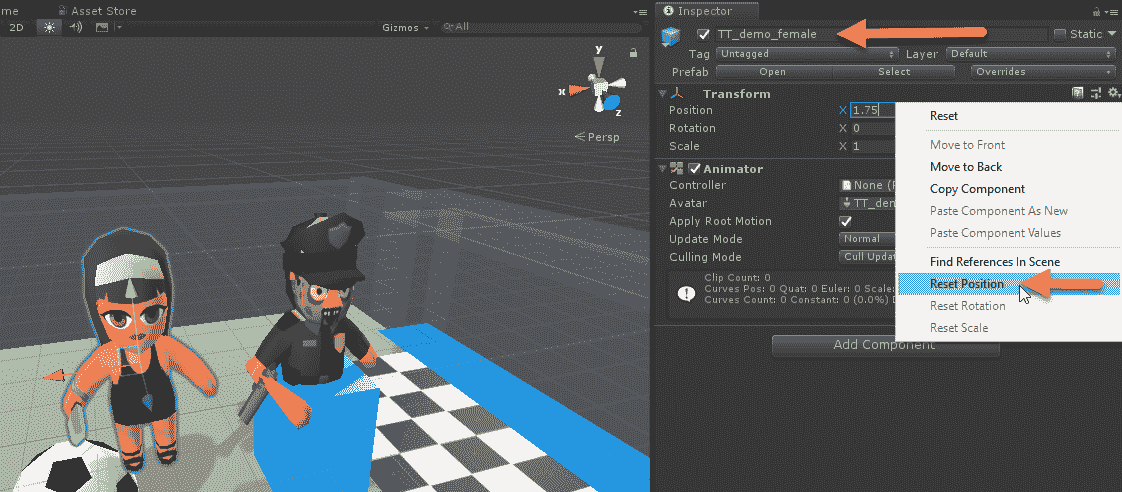 me
Asset Store
Inspector
2D
Gizmos
All
TT_demo_female
Static
Tag
Untagged
Layer
Default
Prefab
Open
Select
Overrides
Transform
Position
X
1.75
Rotation
X
0
Scale
X
1
Animator
Controller
None (
Avatar
TT_de
Apply Root Motion
Update Mode
Normal
Culling Mode
Cull Upda
Clip Count: 0
Curves Pos: 0 Quat: 0 Euler: 0 Scale:
Curves Count: 0 Constant: 0 (0.0%)
Add Component
Reset
Move to Front
Move to Back
Copy Component
Paste Component As New
Paste Component Values
Find References In Scene
Reset Position
Reset Rotation
Reset Scale
y
x
z
Persp